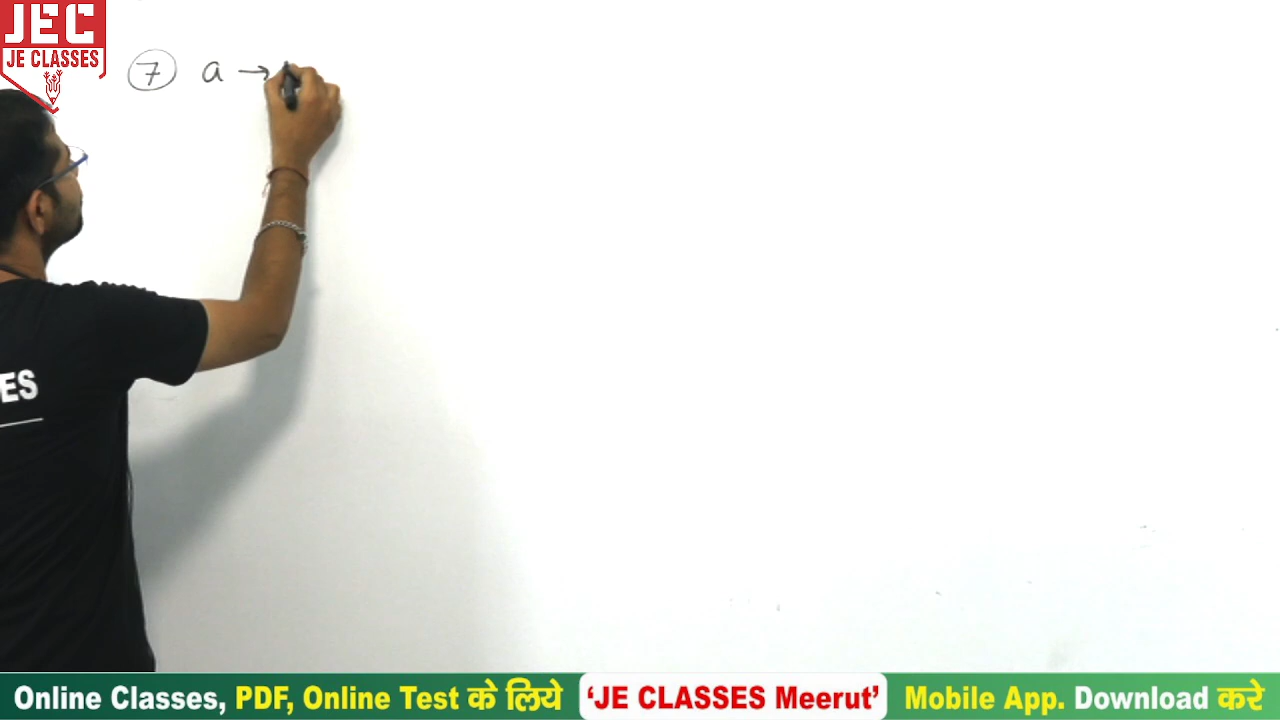 JEC
JE CLASSES
7 a →
ES
Online Classes, PDF, Online Test के लिये 'JE CLASSES Meerut' Mobile App. Download करे